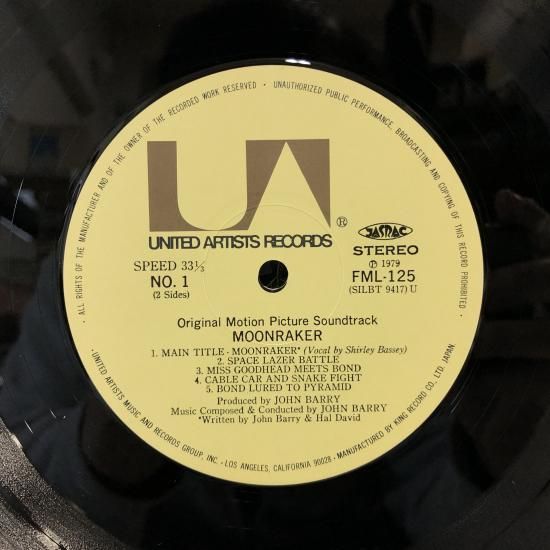 ALL RIGHTS OF THE MANUFACTURER AND OF THE OWNER OF THE RECORDED WORK RESERVED • UNAUTHORIZED PUBLIC PERFORMANCE, BROADCASTING AND COPYING OF THIS RECORD PROHIBITED •
UA®
UNITED ARTISTS RECORDS
JASRAC
SPEED 33⅓
STEREO
NO. 1
℗ 1979
(2 Sides)
FML-125
(SILBT 9417) U
Original Motion Picture Soundtrack
MOONRAKER
1. MAIN TITLE - MOONRAKER* (Vocal by Shirley Bassey)
2. SPACE LAZER BATTLE
3. MISS GOODHEAD MEETS BOND
4. CABLE CAR AND SNAKE FIGHT
5. BOND LURED TO PYRAMID
Produced by JOHN BARRY
Music Composed & Conducted by JOHN BARRY
*Written by John Barry & Hal David
• UNITED ARTISTS MUSIC AND RECORDS GROUP, INC. • LOS ANGELES, CALIFORNIA 90028 • MANUFACTURED BY KING RECORD CO., LTD. JAPAN.